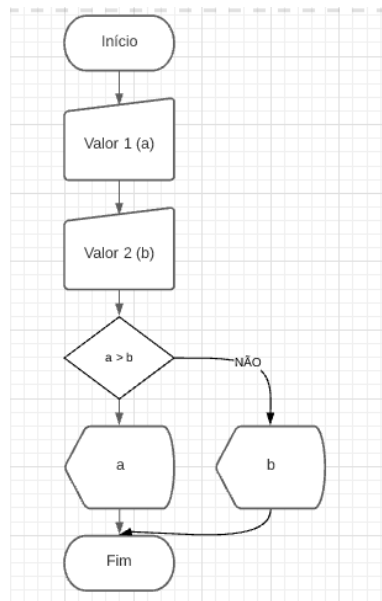 Início
Valor 1 (a)
Valor 2 (b)
a > b
NÃO
a
b
Fim